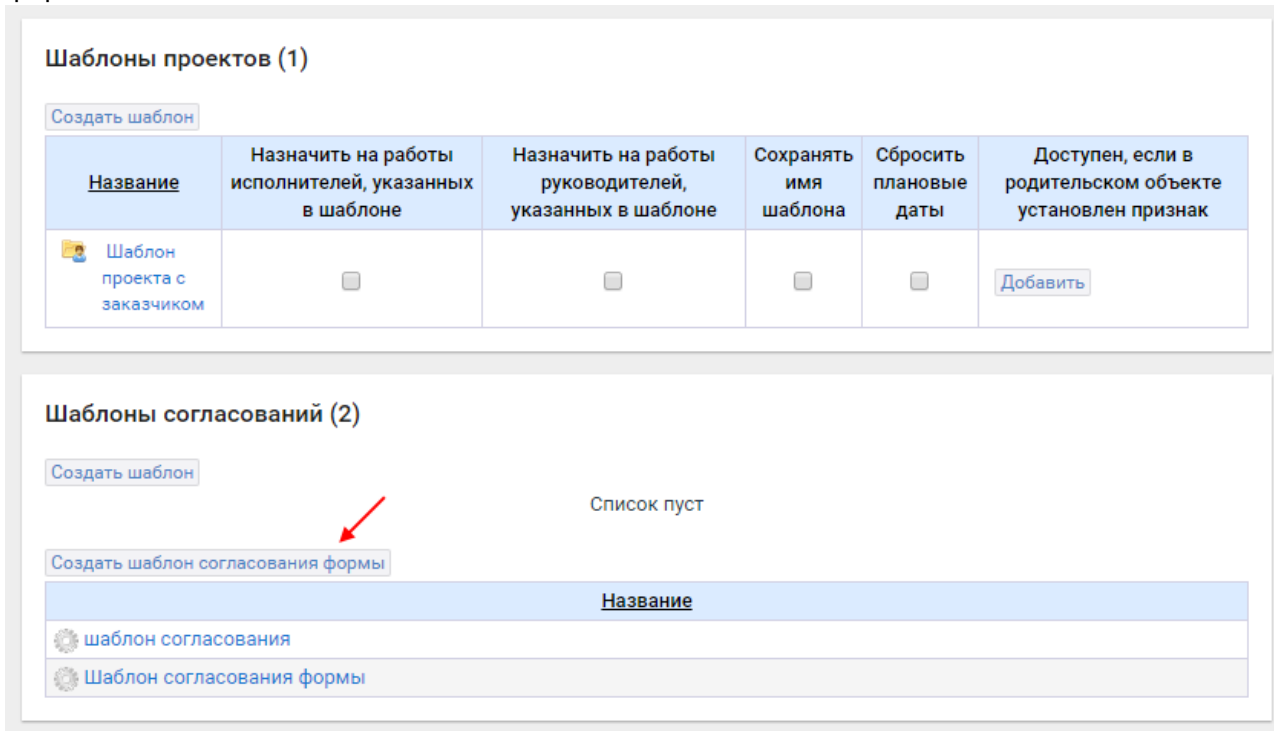 Шаблоны проектов (1)
Создать шаблон
Название
Назначить на работы
исполнителей, указанных
в шаблоне
Назначить на работы
руководителей,
указанных в шаблоне
Сохранять
имя
шаблона
Сбросить
плановые
даты
Доступен, если в
родительском объекте
установлен признак
Шаблон
проекта с
заказчиком
Добавить
Шаблоны согласований (2)
Создать шаблон
Список пуст
Создать шаблон согласования формы
Название
шаблон согласования
Шаблон согласования формы